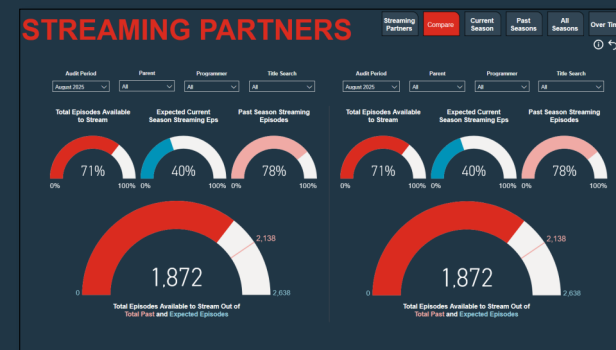 STREAMING PARTNERS
Streaming Partners
Compare
Current Season
Past Seasons
All Seasons
Over Tim
Audit Period Parent Programmer Title Search
August 2025 All All All
Total Episodes Available to Stream
Expected Current Season Streaming Eps
Past Season Streaming Episodes
71% 40% 78%
0% 100% 0% 100% 0% 100%
2,138
1,872
0 2,638
Total Episodes Available to Stream Out of
Total Past and Expected Episodes
Audit Period Parent Programmer Title Search
August 2025 All All All
Total Episodes Available to Stream
Expected Current Season Streaming Eps
Past Season Streaming Episodes
71% 40% 78%
0% 100% 0% 100% 0% 100%
2,138
1,872
0 2,638
Total Episodes Available to Stream Out of
Total Past and Expected Episodes